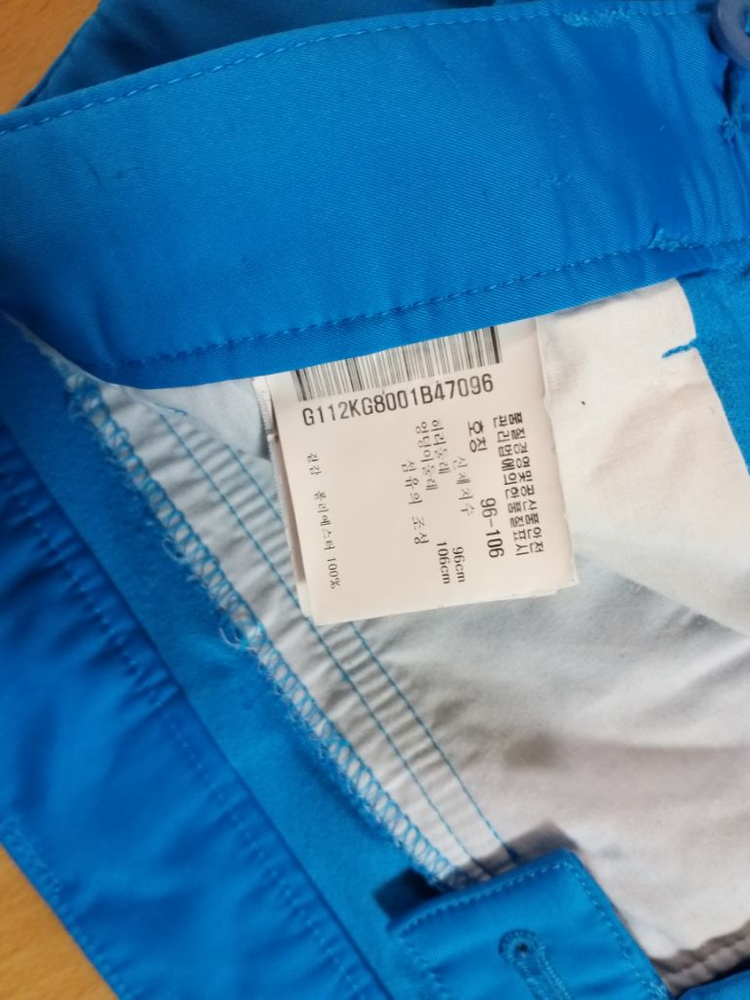 G112KG8001B47096
품질경영및공산품안전
관리법에의한품질표시
호칭 96-106
신체치수
허리둘레 96cm
엉덩이둘레 106cm
섬유의 조성
겉감 폴리에스터 100%